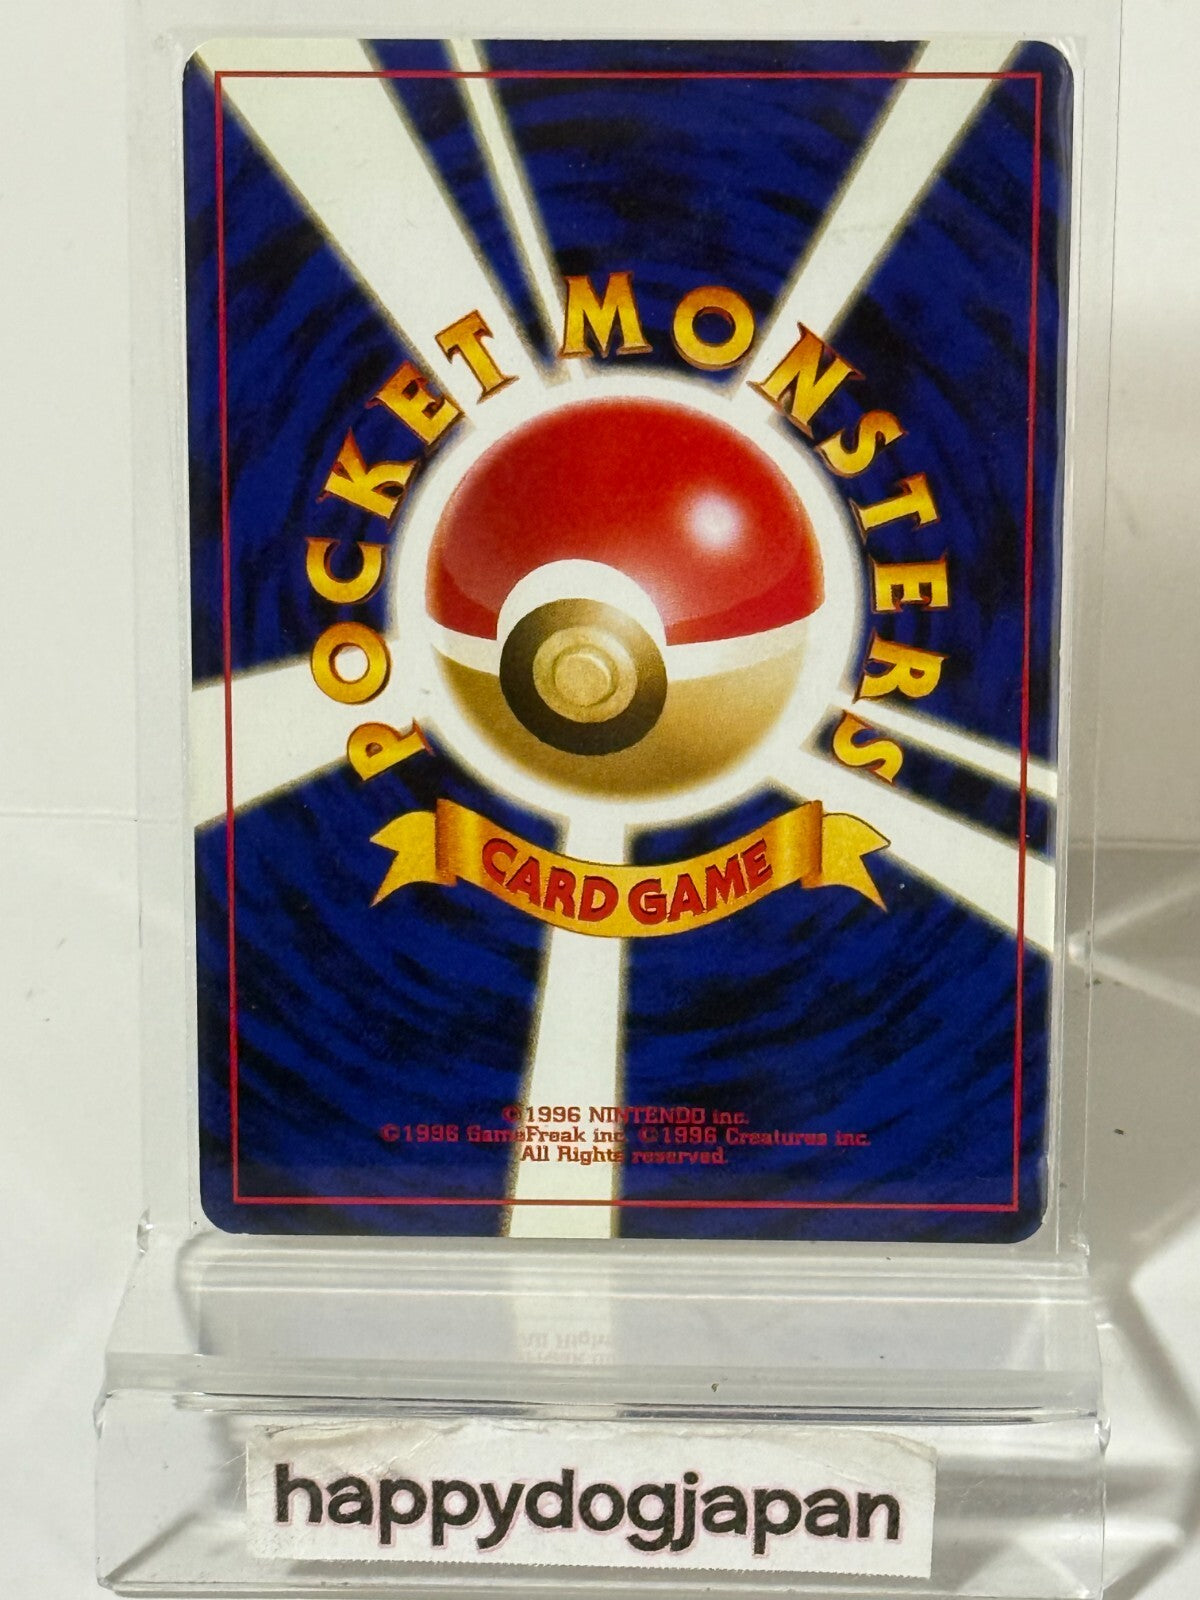 POCKET MONSTERS
CARD GAME
©1996 NINTENDO inc.
©1996 GameFreak inc. ©1996 Creatures inc.
All Rights reserved.
happydogjapan